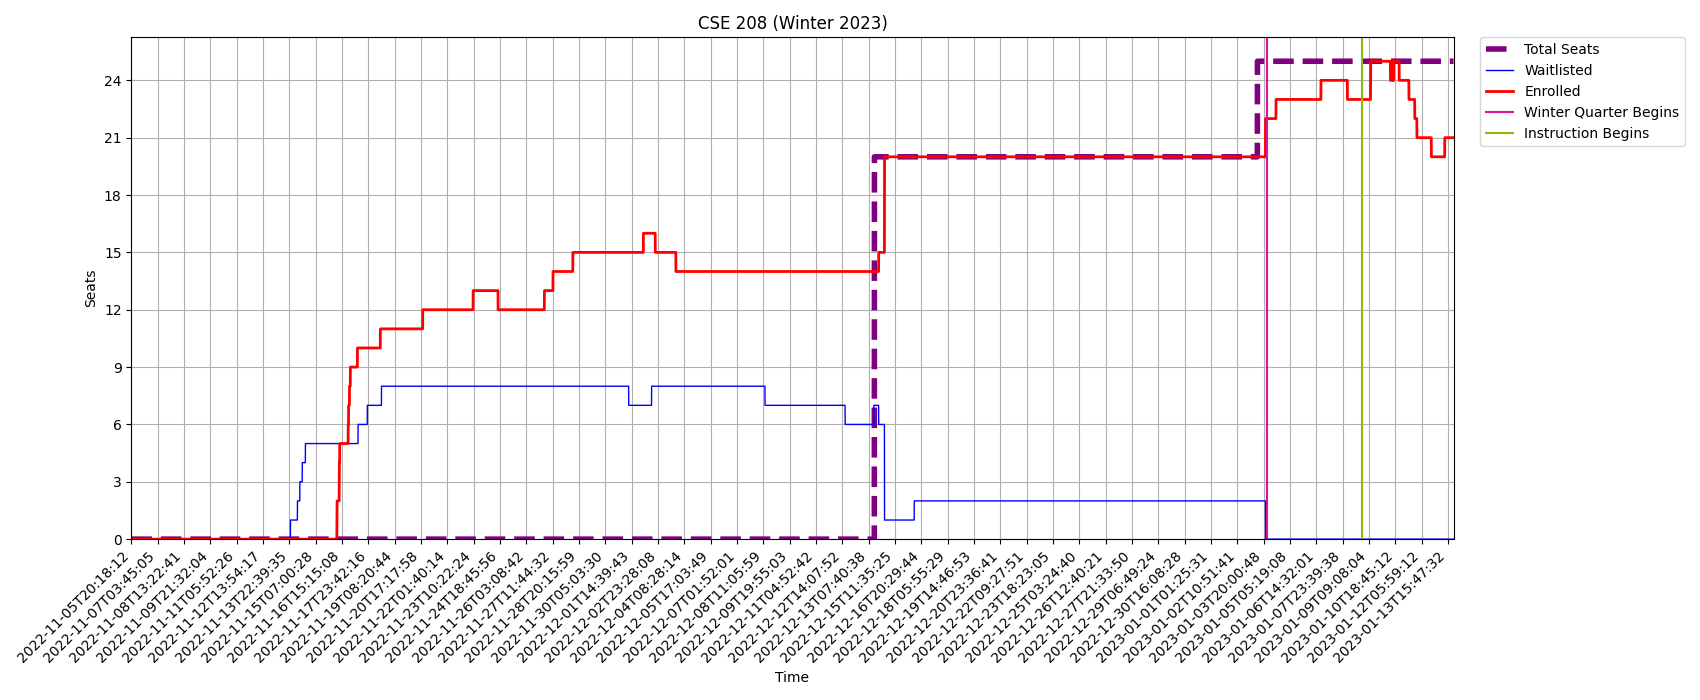 CSE 208 (Winter 2023)
Total Seats
Waitlisted
Enrolled
Winter Quarter Begins
Instruction Begins
Seats
24
21
18
15
12
9
6
3
0
2022-11-05T20:18:12
2022-11-07T03:45:05
2022-11-08T13:22:41
2022-11-09T21:32:04
2022-11-11T05:52:26
2022-11-12T13:54:17
2022-11-13T22:39:35
2022-11-15T07:00:28
2022-11-16T15:15:08
2022-11-17T23:42:16
2022-11-19T08:20:44
2022-11-20T17:17:58
2022-11-22T01:40:14
2022-11-23T10:22:24
2022-11-24T18:45:56
2022-11-26T03:08:42
2022-11-27T11:44:32
2022-11-28T20:15:59
2022-11-30T05:03:30
2022-12-01T14:39:43
2022-12-02T23:28:08
2022-12-04T08:28:14
2022-12-05T17:03:49
2022-12-07T01:52:01
2022-12-08T11:05:59
2022-12-09T19:55:03
2022-12-11T04:52:42
2022-12-12T14:07:52
2022-12-13T07:40:38
2022-12-15T11:35:25
2022-12-16T20:29:44
2022-12-18T05:55:29
2022-12-19T14:46:53
2022-12-20T23:36:41
2022-12-22T09:27:51
2022-12-23T18:23:05
2022-12-25T03:24:40
2022-12-26T12:40:21
2022-12-27T21:33:50
2022-12-29T06:49:24
2022-12-30T16:08:28
2023-01-01T01:25:31
2023-01-02T10:51:41
2023-01-03T20:00:48
2023-01-05T05:19:08
2023-01-06T14:32:01
2023-01-07T23:39:38
2023-01-09T09:08:04
2023-01-10T18:45:12
2023-01-12T05:59:12
2023-01-13T15:47:32
Time